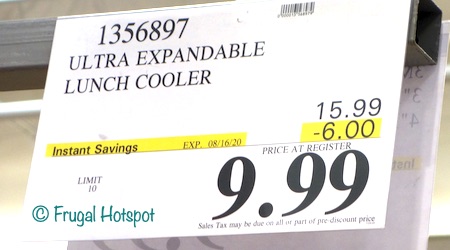 1356897
ULTRA EXPANDABLE
LUNCH COOLER
15.99
-6.00
Instant Savings EXP. 08/16/20
PRICE AT REGISTER
9.99
LIMIT
10
Sales Tax may be due on all or part of pre-discount price
© Frugal Hotspot